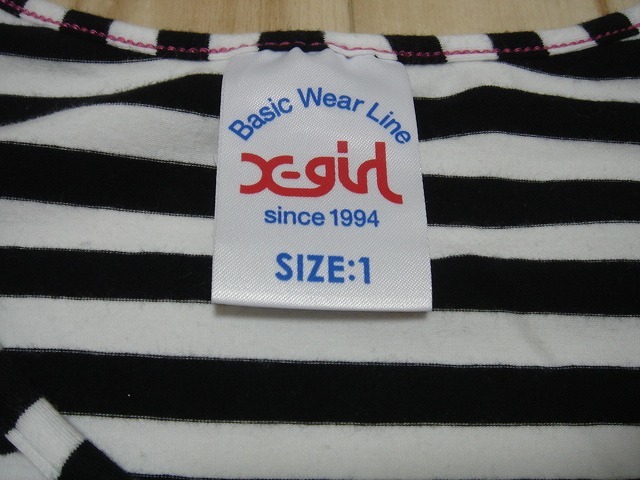 Basic Wear Line
X-girl
since 1994
SIZE:1